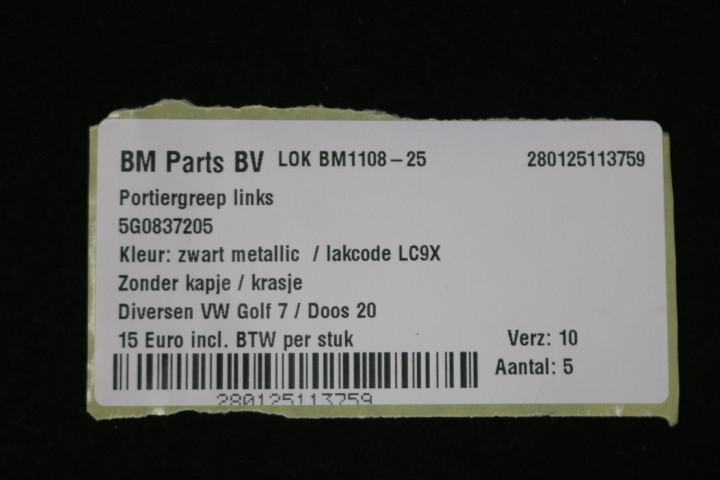 BM Parts BV LOK BM1108-25 280125113759
Portiergreep links
5G0837205
Kleur: zwart metallic / lakcode LC9X
Zonder kapje / krasje
Diversen VW Golf 7 / Doos 20
15 Euro incl. BTW per stuk Verz: 10
Aantal: 5
280125113759